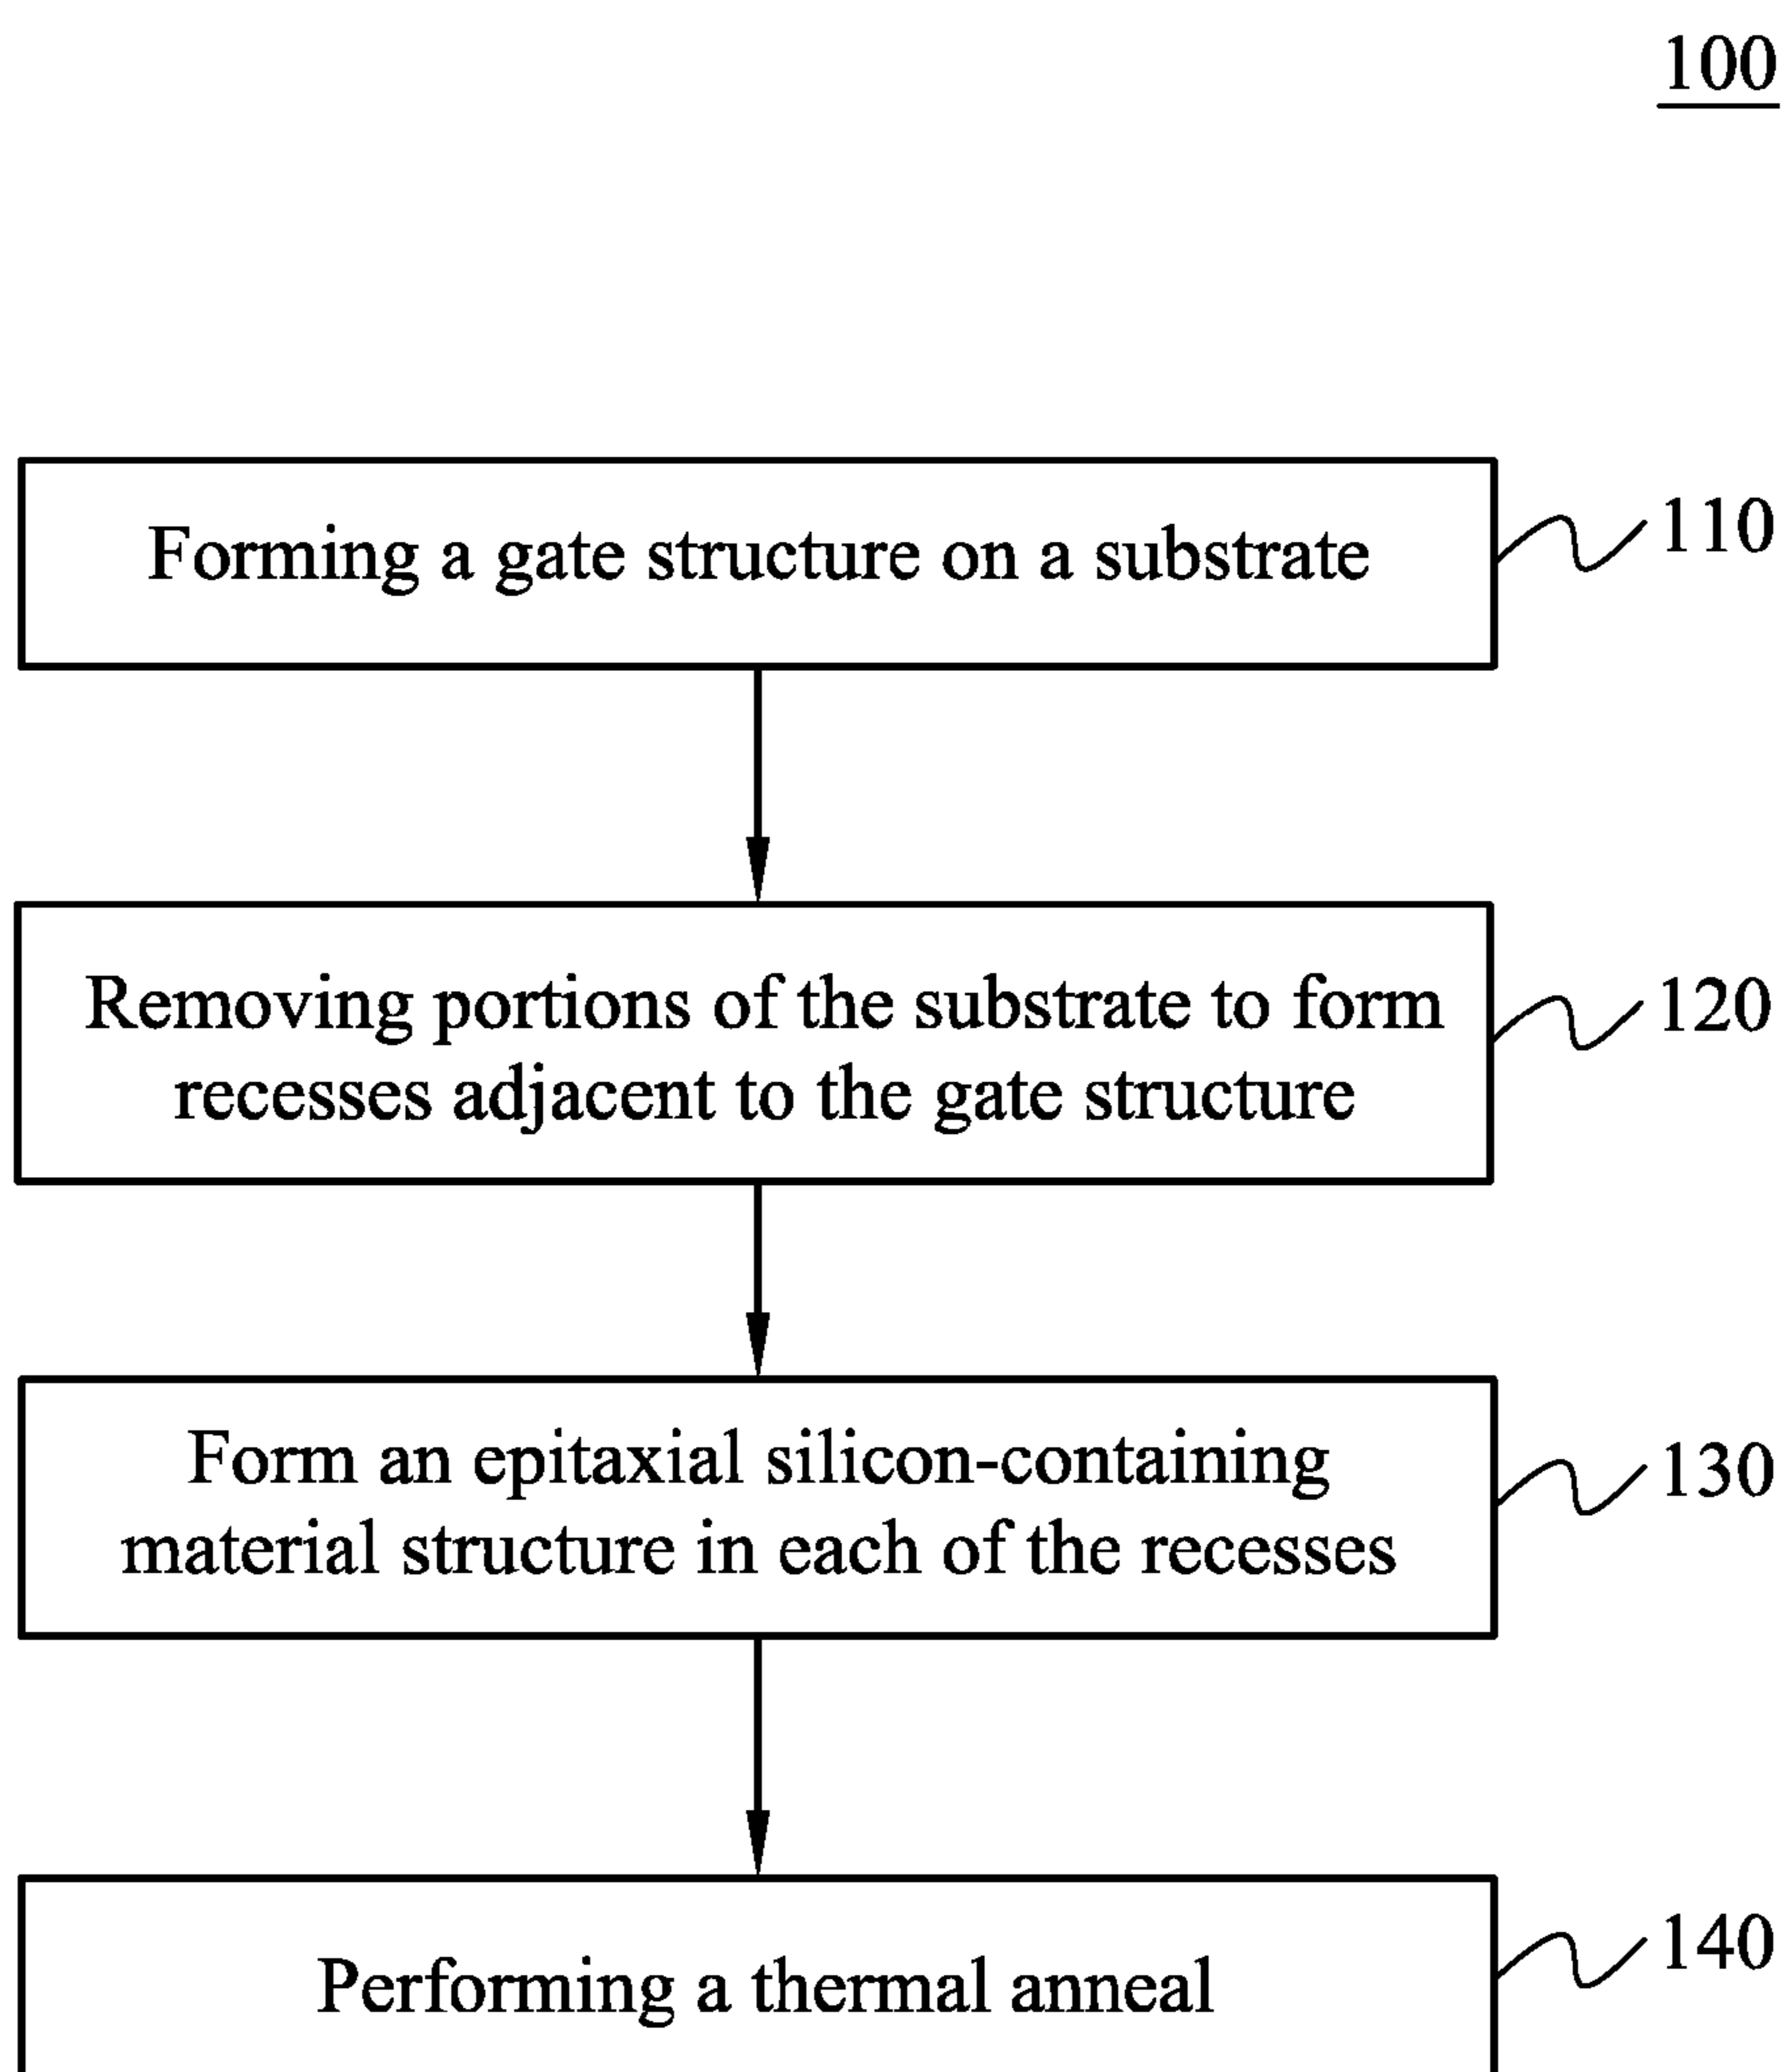 100
Forming a gate structure on a substrate
110
Removing portions of the substrate to form
recesses adjacent to the gate structure
120
Form an epitaxial silicon-containing
material structure in each of the recesses
130
Performing a thermal anneal
140